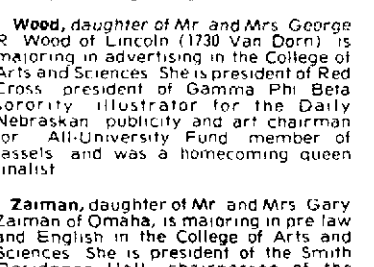 Wood, daughter of Mr and Mrs George
R Wood of Lincoln (1730 Van Dorn) is
majoring in advertising in the College of
Arts and Sciences She is president of Red
Cross president of Gamma Phi Beta
sorority illustrator for the Daily
Nebraskan publicity and art chairman
for All-University Fund member of
Tassels and was a homecoming queen
finalist
Zaiman, daughter of Mr and Mrs Gary
Zaiman of Omaha, is majoring in pre law
and English in the College of Arts and
Sciences She is president of the Smith
Residence Hall, of the